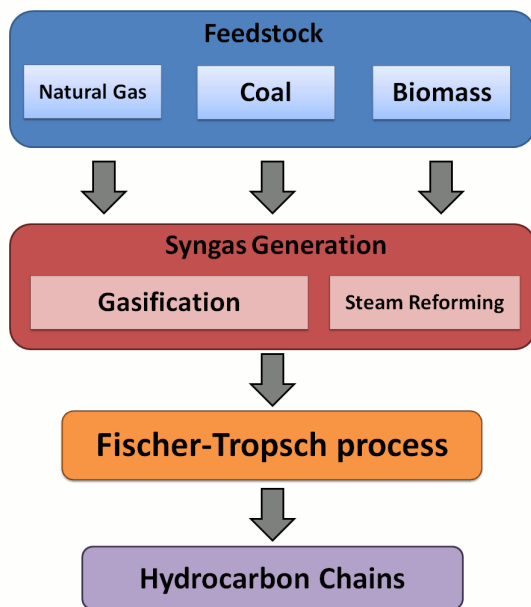 Feedstock
Natural Gas
Coal
Biomass
Syngas Generation
Gasification
Steam Reforming
Fischer-Tropsch process
Hydrocarbon Chains